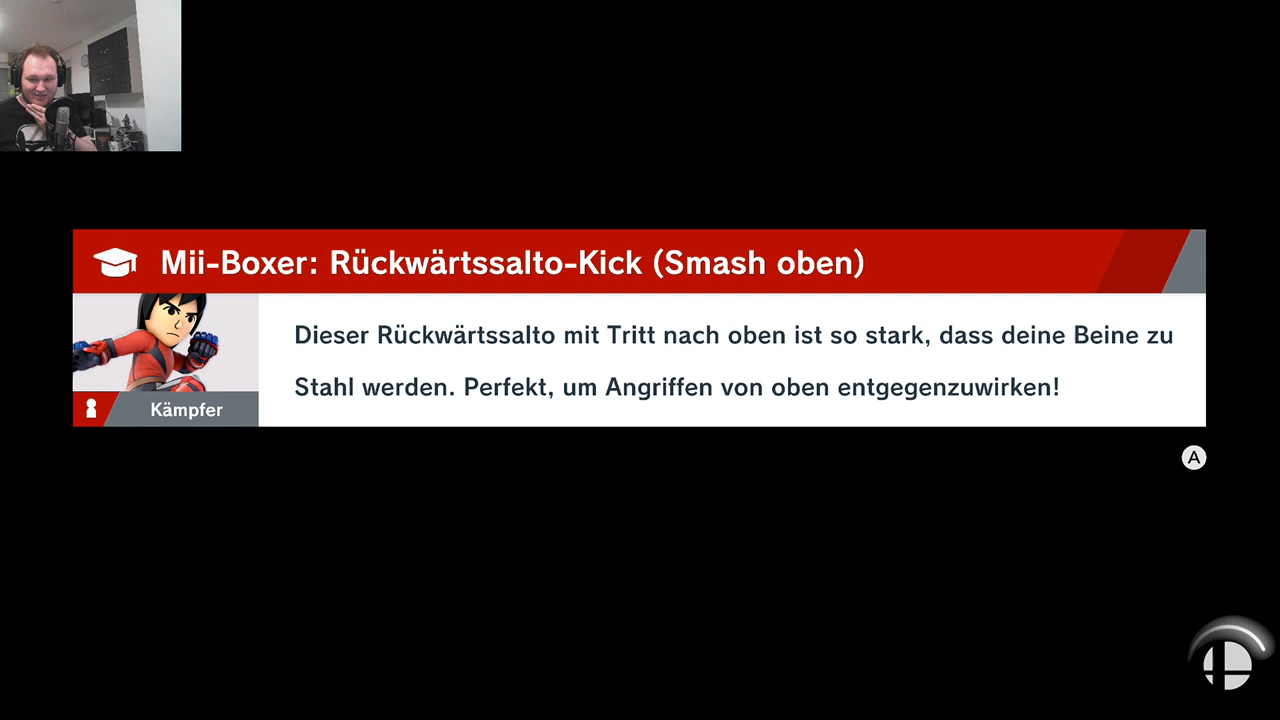 Mii-Boxer: Rückwärtssalto-Kick (Smash oben)
Dieser Rückwärtssalto mit Tritt nach oben ist so stark, dass deine Beine zu
Stahl werden. Perfekt, um Angriffen von oben entgegenzuwirken!
Kämpfer
A